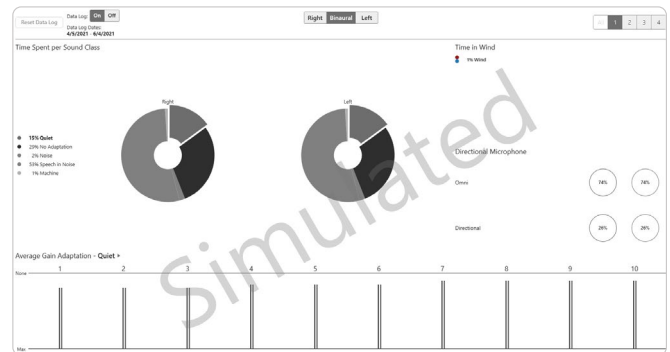 Reset Data Log
Data Log: On Off
Data Log Dates:
4/5/2021 - 6/4/2021
Right Binaural Left
1 2 3 4
Time Spent per Sound Class
Time in Wind
1% Wind
Right
Left
15% Quiet
29% No Adaptation
2% Noise
53% Speech in Noise
1% Machine
Directional Microphone
Omni 74% 74%
Directional 26% 26%
Simulated
Average Gain Adaptation - Quiet
1 2 3 4 5 6 7 8 9 10
None
Max